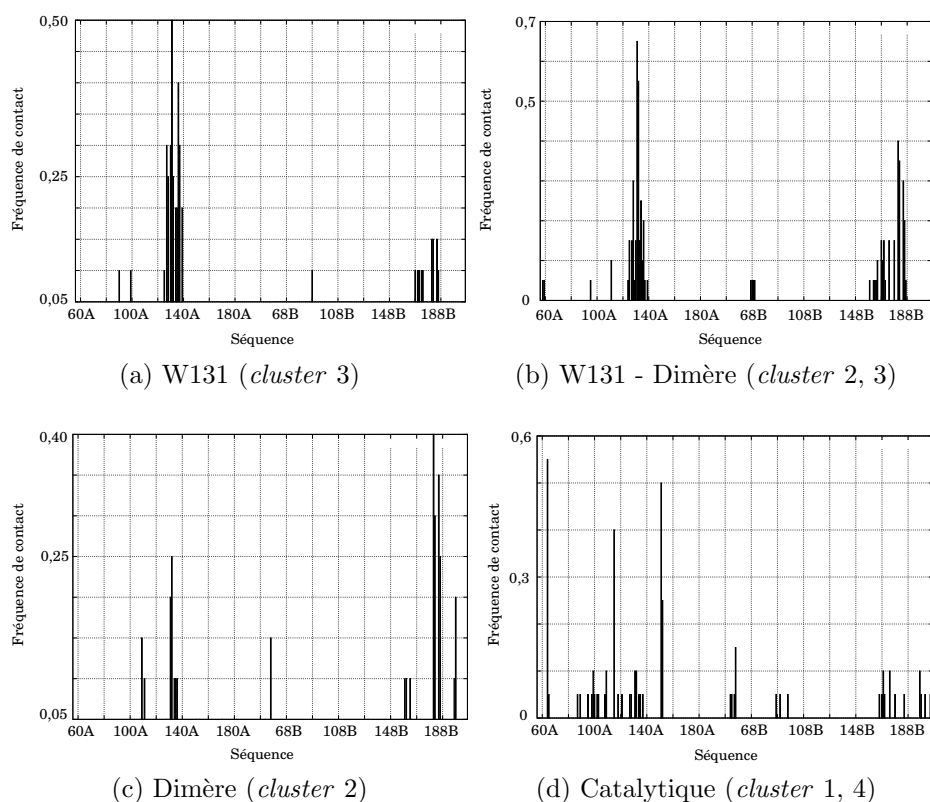 0,50
0,25
0,05
Fréquence de contact
60A 100A 140A 180A 68B 108B 148B 188B
Séquence
(a) W131 (cluster 3)
0,7
0,5
0
Fréquence de contact
60A 100A 140A 180A 68B 108B 148B 188B
Séquence
(b) W131 - Dimère (cluster 2, 3)
0,40
0,25
0,05
Fréquence de contact
60A 100A 140A 180A 68B 108B 148B 188B
Séquence
(c) Dimère (cluster 2)
0,6
0,3
0
Fréquence de contact
60A 100A 140A 180A 68B 108B 148B 188B
Séquence
(d) Catalytique (cluster 1, 4)